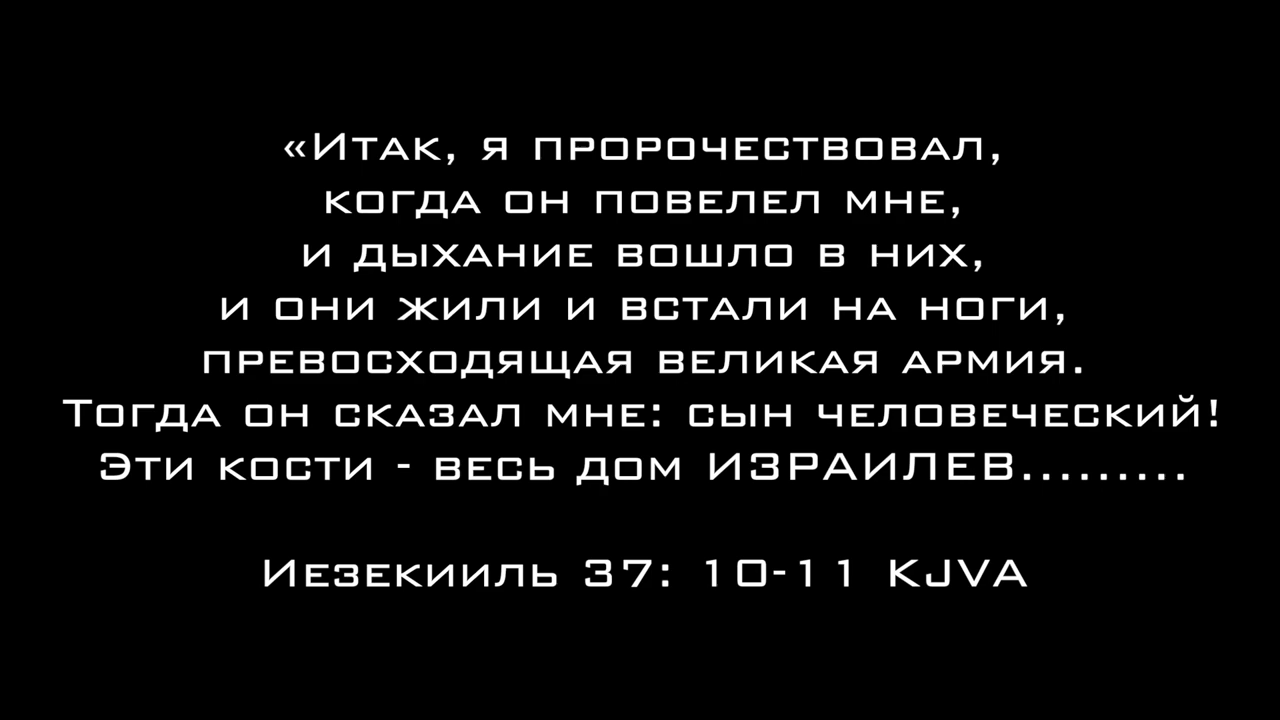 «Итак, я пророчествовал,
когда он повелел мне,
и дыхание вошло в них,
и они жили и встали на ноги,
превосходящая великая армия.
Тогда он сказал мне: сын человеческий!
Эти кости - весь дом ИЗРАИЛЕВ.........
Иезекииль 37: 10-11 KJVA